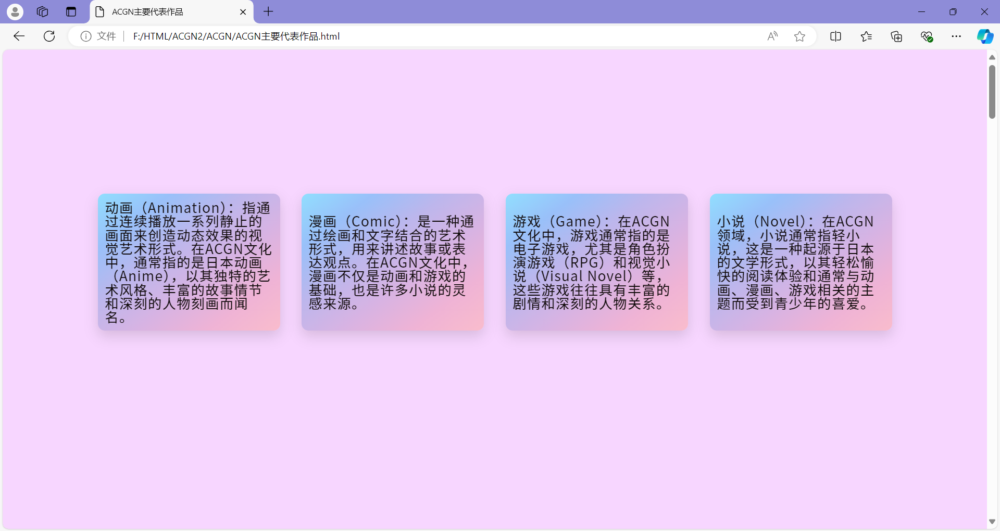 ACGN主要代表作品
文件
F:/HTML/ACGN2/ACGN/ACGN主要代表作品.html
动画（Animation）：指通
过连续播放一系列静止的
画面来创造动态效果的视
觉艺术形式。在ACGN文化
中，通常指的是日本动画
（Anime），以其独特的艺
术风格、丰富的故事情节
和深刻的人物刻画而闻
名。
漫画（Comic）：是一种通
过绘画和文字结合的艺术
形式，用来讲述故事或表
达观点。在ACGN文化中，
漫画不仅是动画和游戏的
基础，也是许多小说的灵
感来源。
游戏（Game）：在ACGN
文化中，游戏通常指的是
电子游戏，尤其是角色扮
演游戏（RPG）和视觉小
说（Visual Novel）等，
这些游戏往往具有丰富的
剧情和深刻的人物关系。
小说（Novel）：在ACGN
领域，小说通常指轻小
说，这是一种起源于日本
的文学形式，以其轻松愉
快的阅读体验和通常与动
画、漫画、游戏相关的主
题而受到青少年的喜爱。